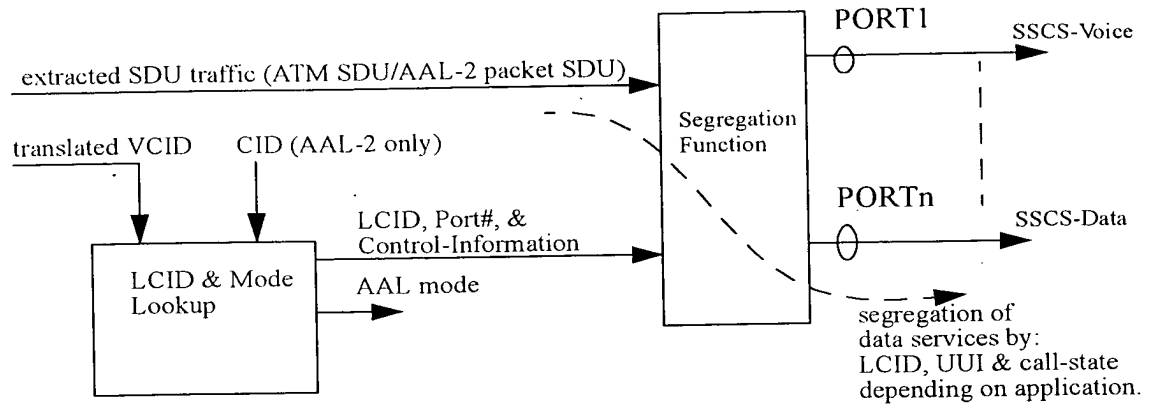 PORT1
SSCS-Voice
extracted SDU traffic (ATM SDU/AAL-2 packet SDU)
Segregation
Function
translated VCID
CID (AAL-2 only)
PORTn
SSCS-Data
LCID, Port#, &
Control-Information
LCID & Mode
Lookup
AAL mode
segregation of
data services by:
LCID, UUI & call-state
depending on application.